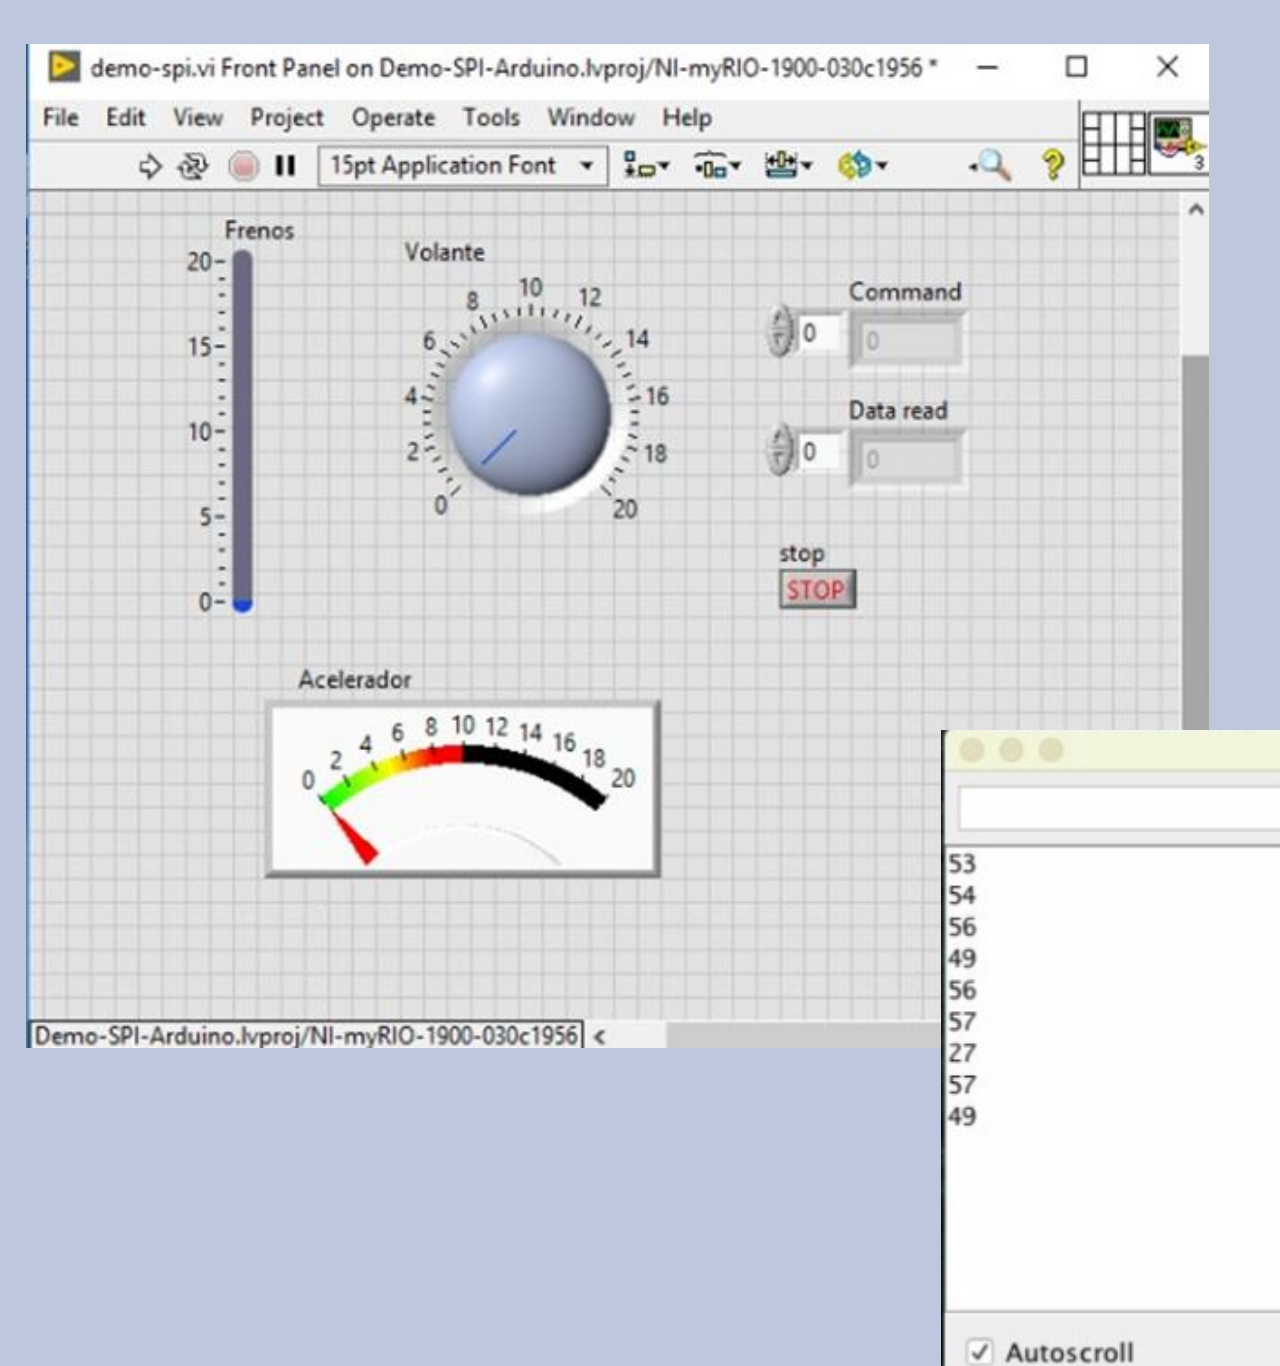 demo-spi.vi Front Panel on Demo-SPI-Arduino.lvproj/NI-myRIO-1900-030c1956 *
File Edit View Project Operate Tools Window Help
15pt Application Font
3
Frenos
20
15
10
5
0
Volante
0
2
4
6
8
10
12
14
16
18
20
Command
0 0
Data read
0 0
stop
STOP
Acelerador
0 2 4 6 8 10 12 14 16 18 20
Demo-SPI-Arduino.lvproj/NI-myRIO-1900-030c1956 <
53
54
56
49
56
57
27
57
49
Autoscroll